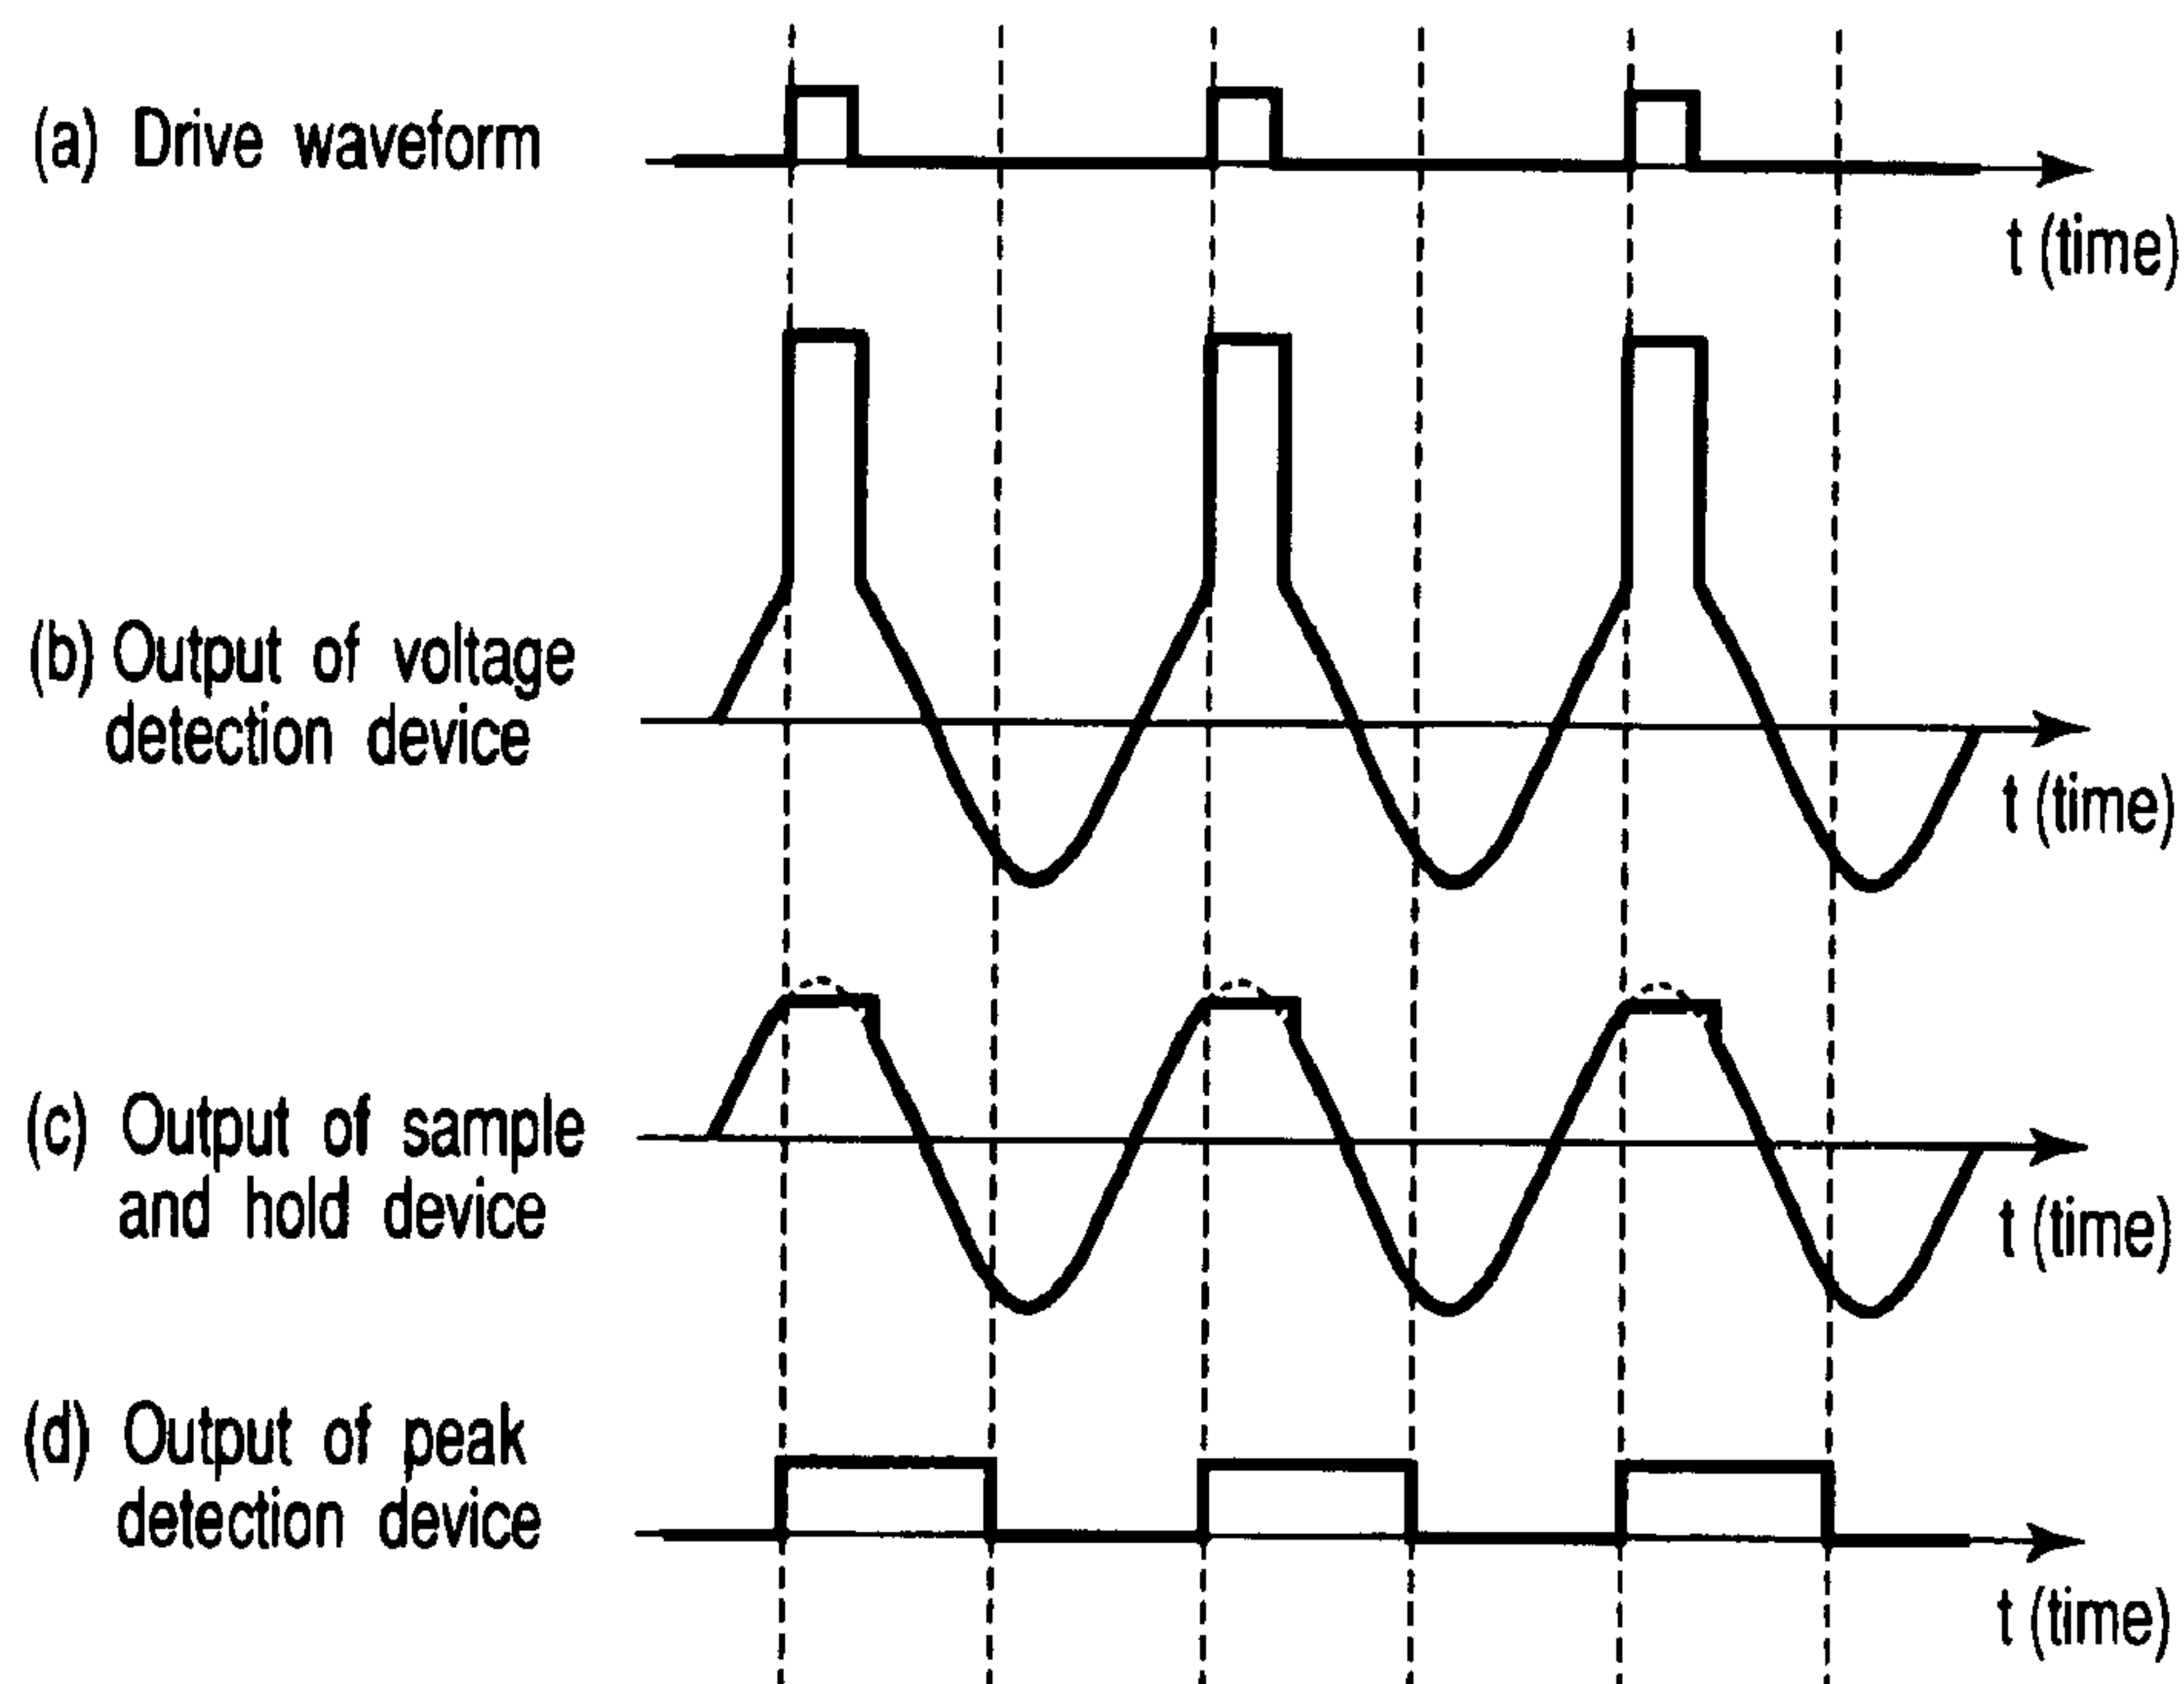 (a) Drive waveform
t (time)
(b) Output of voltage
detection device
t (time)
(c) Output of sample
and hold device
t (time)
(d) Output of peak
detection device
t (time)